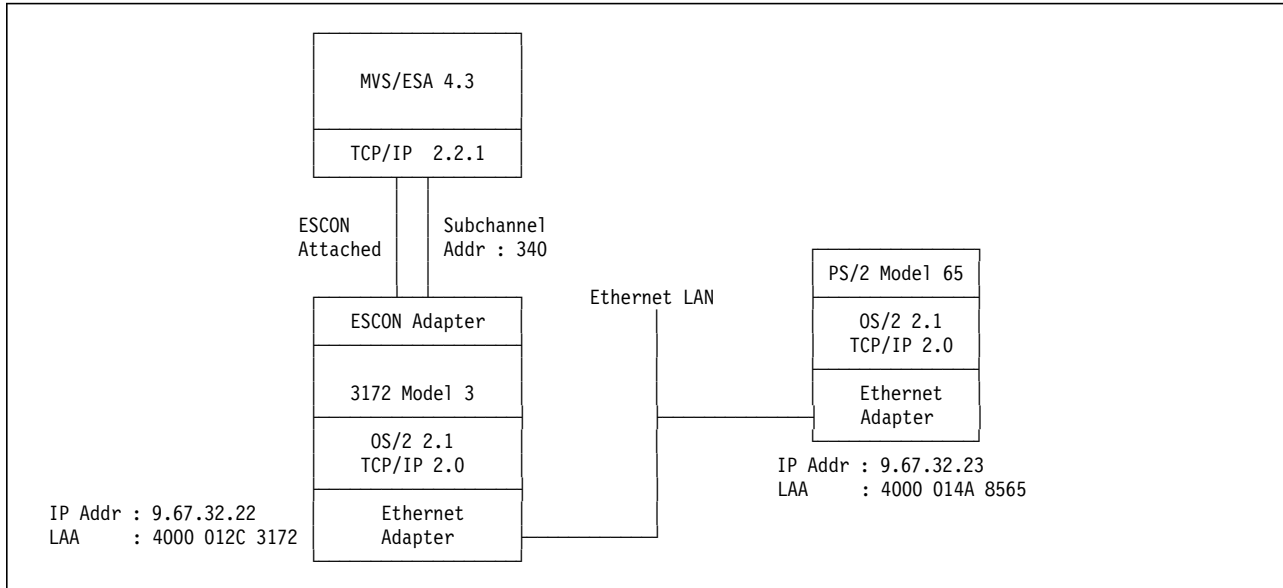 MVS/ESA 4.3
TCP/IP 2.2.1
ESCON
Attached
Subchannel
Addr : 340
ESCON Adapter
3172 Model 3
OS/2 2.1
TCP/IP 2.0
Ethernet
Adapter
IP Addr : 9.67.32.22
LAA : 4000 012C 3172
Ethernet LAN
PS/2 Model 65
OS/2 2.1
TCP/IP 2.0
Ethernet
Adapter
IP Addr : 9.67.32.23
LAA : 4000 014A 8565